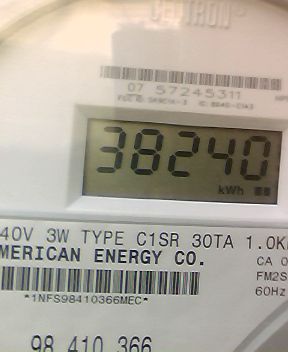 CELLTRON
07 57245311
38240
kWh
40V 3W TYPE C1SR 30TA 1.0K
MERICAN ENERGY CO.
CA 0
FM2S
60Hz
*1NFS98410366MEC*
98 410 366